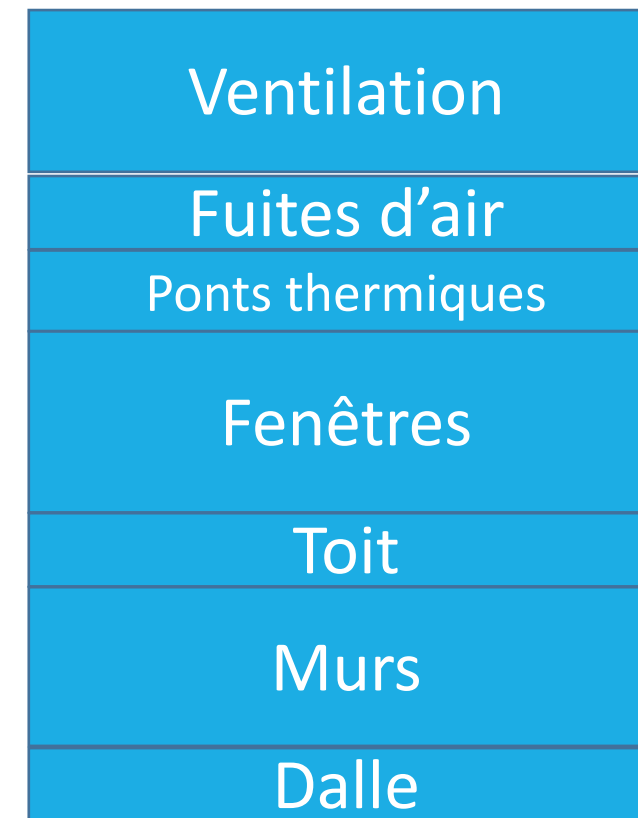 Ventilation
Fuites d’air
Ponts thermiques
Fenêtres
Toit
Murs
Dalle